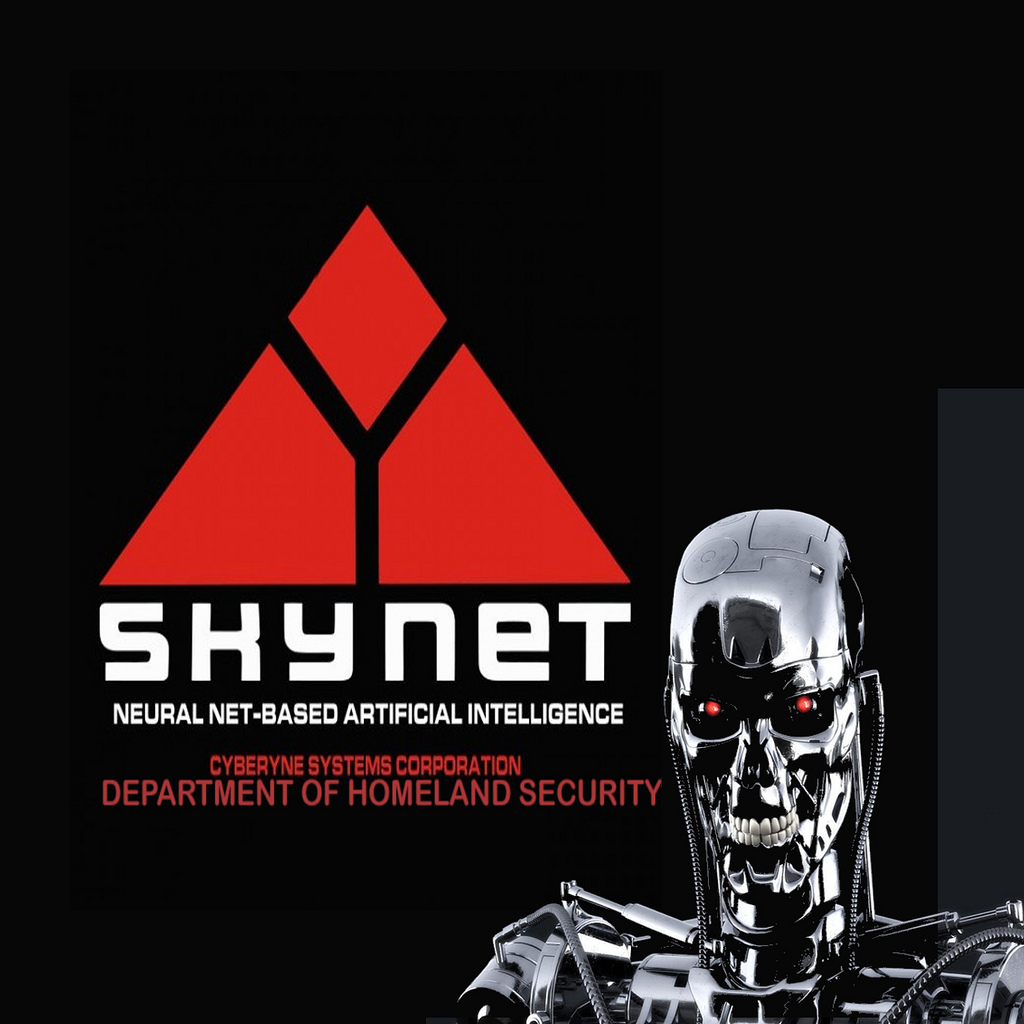 SKYNET
NEURAL NET-BASED ARTIFICIAL INTELLIGENCE
CYBERYNE SYSTEMS CORPORATION
DEPARTMENT OF HOMELAND SECURITY